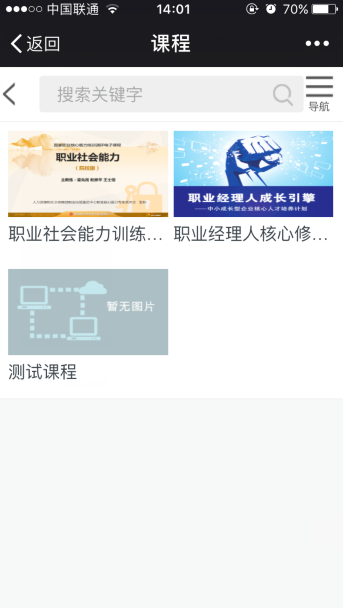 中国联通 14:01 70%
返回 课程
搜索关键字
导航
职业社会能力
职业经理人成长引擎
——中小成长型企业核心人才培养计划
职业社会能力训练... 职业经理人核心修...
暂无图片
测试课程